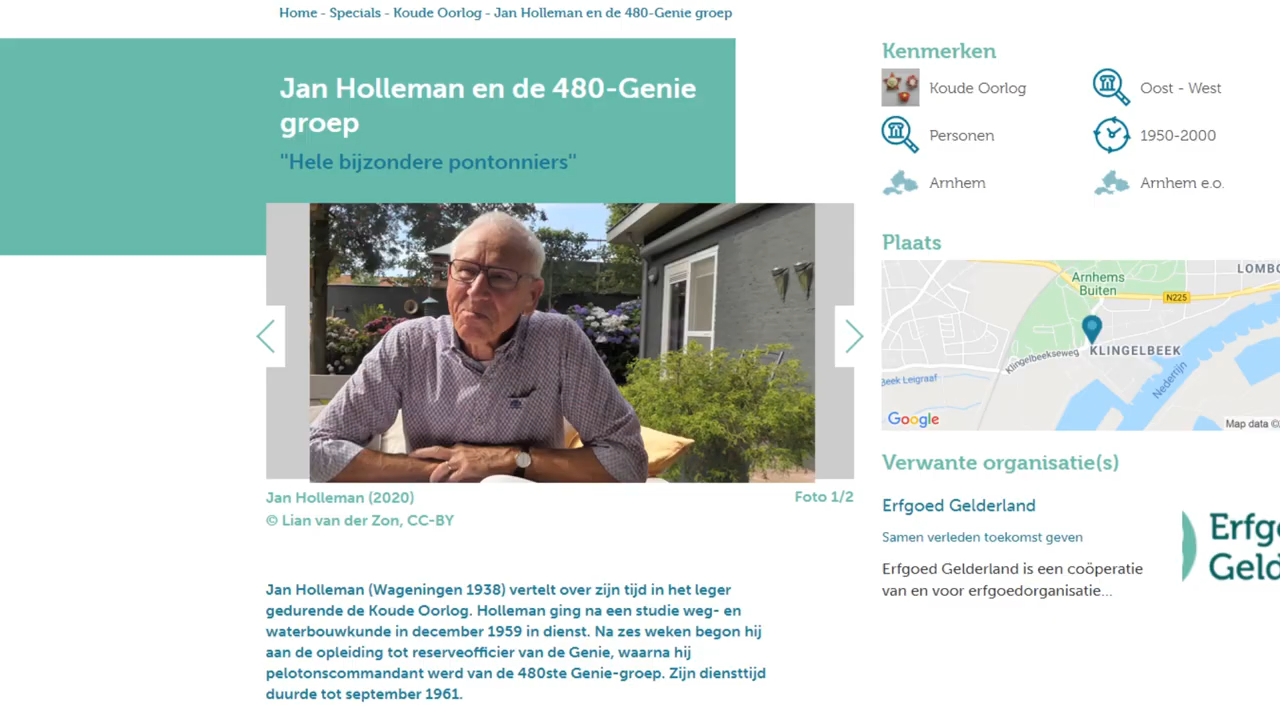 Home - Specials - Koude Oorlog - Jan Holleman en de 480-Genie groep
Jan Holleman en de 480-Genie
groep
"Hele bijzondere pontonniers"
Jan Holleman (2020)
Foto 1/2
© Lian van der Zon, CC-BY
Jan Holleman (Wageningen 1938) vertelt over zijn tijd in het leger
gedurende de Koude Oorlog. Holleman ging na een studie weg- en
waterbouwkunde in december 1959 in dienst. Na zes weken begon hij
aan de opleiding tot reserveofficier van de Genie, waarna hij
pelotonscommandant werd van de 480ste Genie-groep. Zijn diensttijd
duurde tot september 1961.
Kenmerken
Koude Oorlog
Oost - West
Personen
1950-2000
Arnhem
Arnhem e.o.
Plaats
LOMBO
Arnhems
Buiten
N225
KLINGELBEEK
Klingelbeekseweg
Beek Leigraaf
Nederrijn
Google
Map data ©
Verwante organisatie(s)
Erfgoed Gelderland
Samen verleden toekomst geven
Erfgoed Gelderland is een coöperatie
van en voor erfgoedorganisatie...
Erfgo
Geld